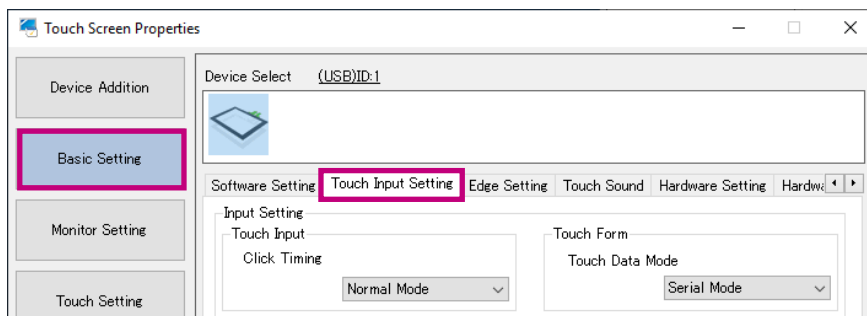 Touch Screen Properties
Device Addition
Basic Setting
Monitor Setting
Touch Setting
Device Select (USB)ID:1
Software Setting Touch Input Setting Edge Setting Touch Sound Hardware Setting Hardwa
Input Setting
Touch Input
Click Timing
Normal Mode
Touch Form
Touch Data Mode
Serial Mode